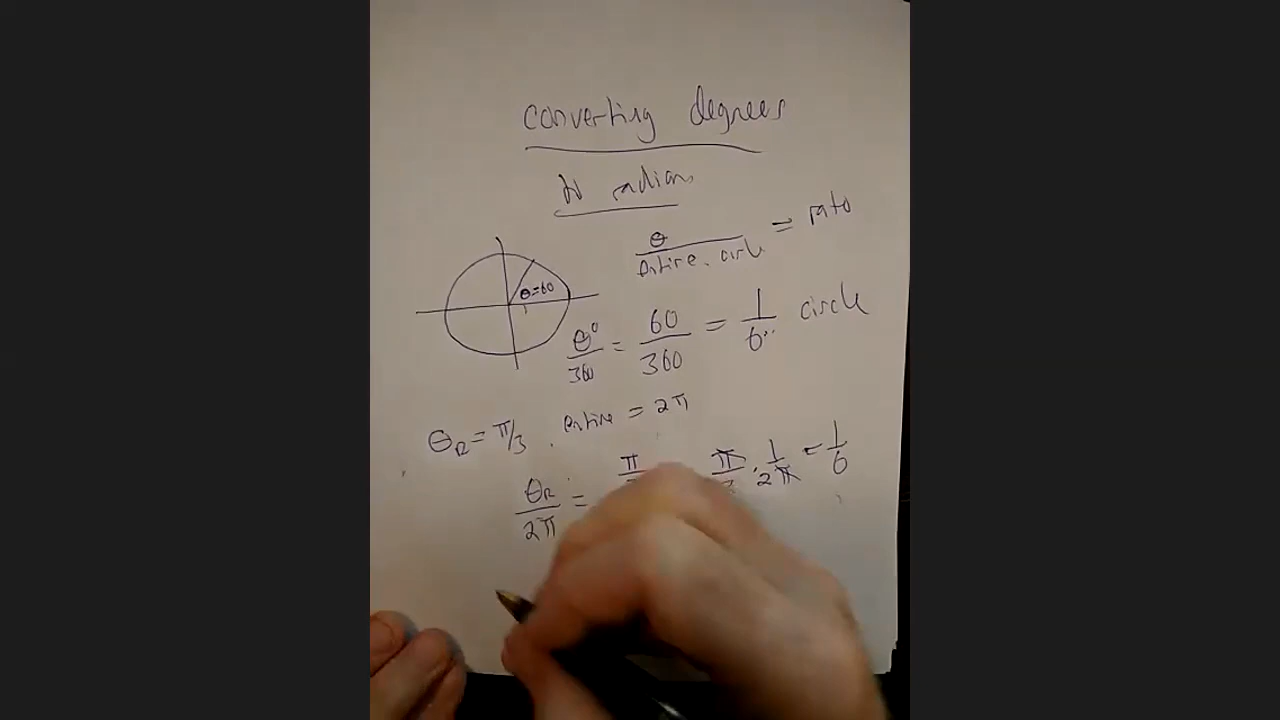 converting degrees
to radians
θ / entire circle = ratio
θ=60
θ° / 360 = 60 / 360 = 1 / 6 circle
θR = π/3 . entire = 2π
θR / 2π = π / π / · 1 / 2π = 1 / 6